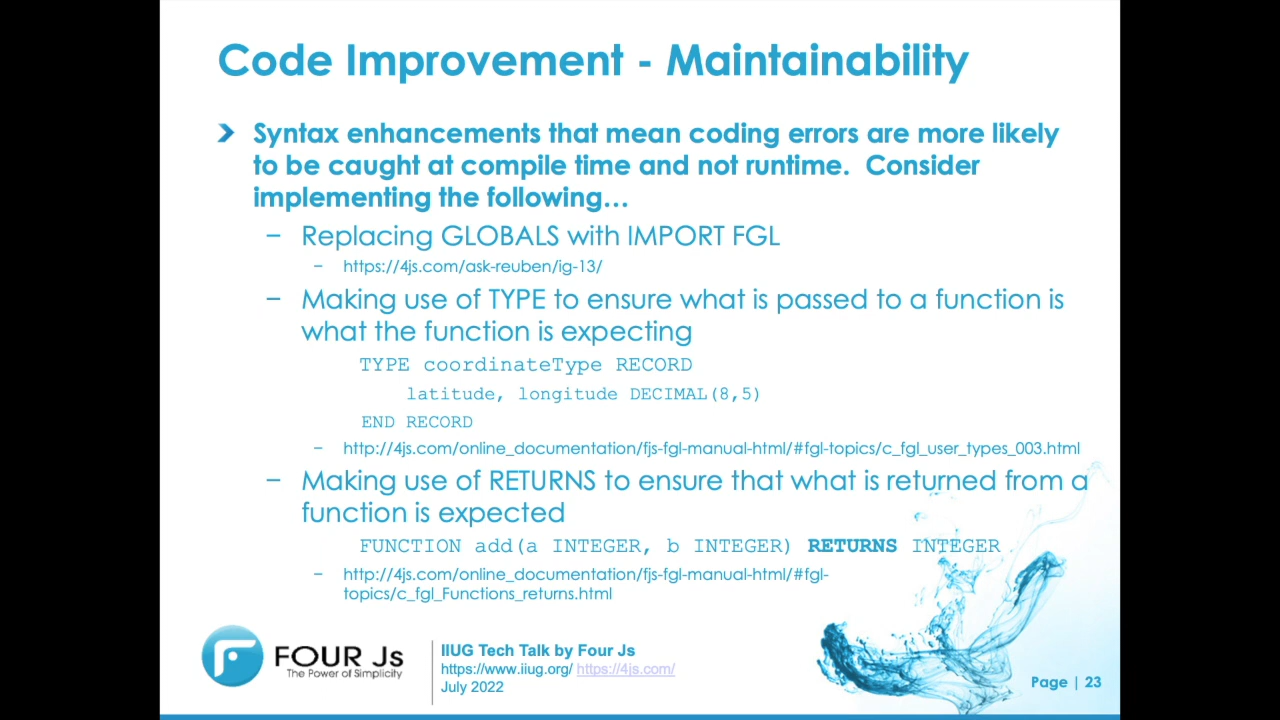 Code Improvement - Maintainability
Syntax enhancements that mean coding errors are more likely
to be caught at compile time and not runtime. Consider
implementing the following…
– Replacing GLOBALS with IMPORT FGL
– https://4js.com/ask-reuben/ig-13/
– Making use of TYPE to ensure what is passed to a function is
what the function is expecting
TYPE coordinateType RECORD
latitude, longitude DECIMAL(8,5)
END RECORD
– http://4js.com/online_documentation/fjs-fgl-manual-html/#fgl-topics/c_fgl_user_types_003.html
– Making use of RETURNS to ensure that what is returned from a
function is expected
FUNCTION add(a INTEGER, b INTEGER) RETURNS INTEGER
– http://4js.com/online_documentation/fjs-fgl-manual-html/#fgl-
topics/c_fgl_Functions_returns.html
FOUR Js
The Power of Simplicity
IIUG Tech Talk by Four Js
https://www.iiug.org/ https://4js.com/
July 2022
Page | 23